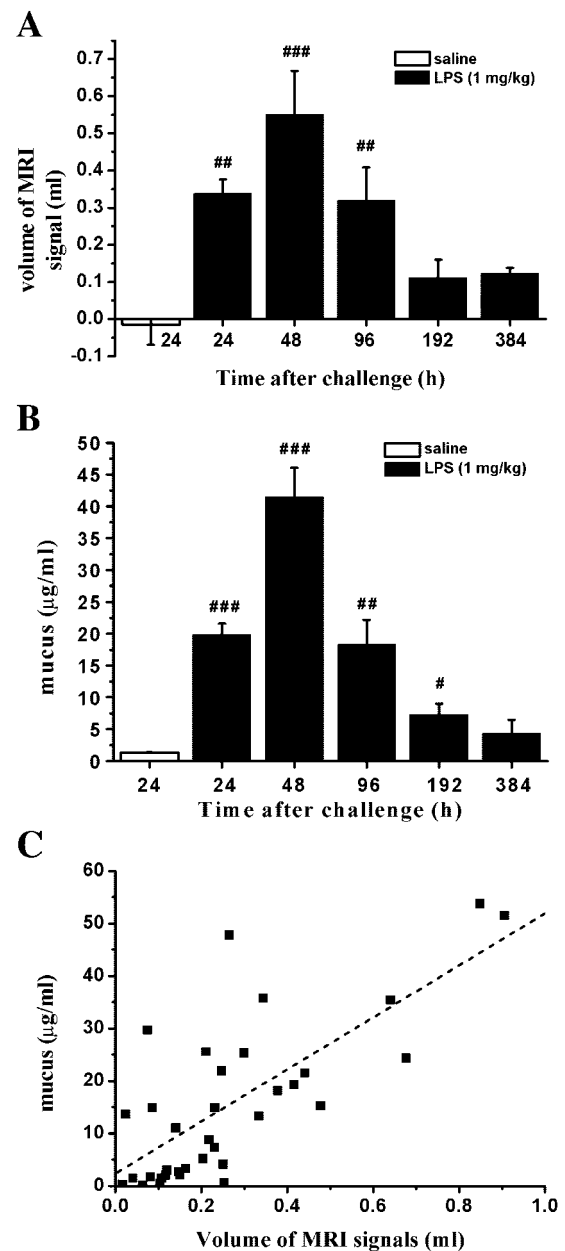 A
saline
LPS (1 mg/kg)
0.7
0.6
0.5
0.4
0.3
0.2
0.1
0.0
-0.1
volume of MRI
signal (ml)
##
###
##
24 24 48 96 192 384
Time after challenge (h)
B
saline
LPS (1 mg/kg)
50
45
40
35
30
25
20
15
10
5
0
mucus (μg/ml)
###
###
##
#
24 24 48 96 192 384
Time after challenge (h)
C
60
50
40
30
20
10
0
mucus (μg/ml)
0.0 0.2 0.4 0.6 0.8 1.0
Volume of MRI signals (ml)